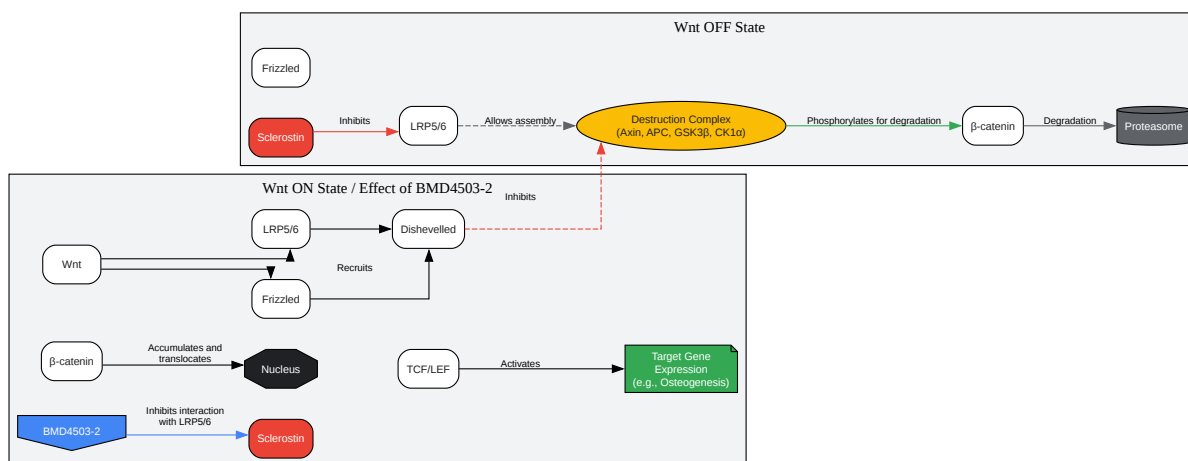 Wnt OFF State
Frizzled
Sclerostin
Inhibits
LRP5/6
Allows assembly
Destruction Complex
(Axin, APC, GSK3β, CK1α)
Phosphorylates for degradation
β-catenin
Degradation
Proteasome
Wnt ON State / Effect of BMD4503-2
Inhibits
LRP5/6
Dishevelled
Wnt
Recruits
Frizzled
β-catenin
Accumulates and
translocates
Nucleus
TCF/LEF
Activates
Target Gene
Expression
(e.g., Osteogenesis)
BMD4503-2
Inhibits interaction
with LRP5/6
Sclerostin